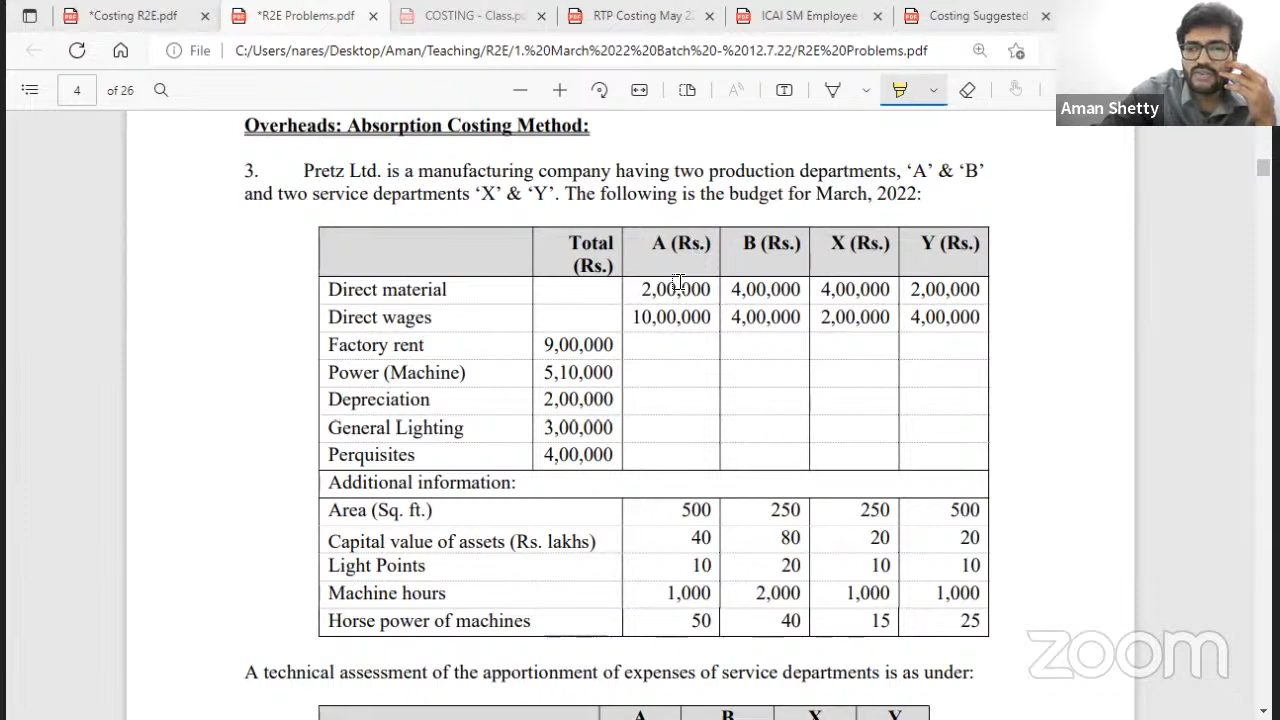 *Costing R2E.pdf
*R2E Problems.pdf
COSTING - Class.p
RTP Costing May 2
ICAI SM Employee
Costing Suggested
File
C:/Users/nares/Desktop/Aman/Teaching/R2E/1.%20March%2022%20Batch%20-%2012.7.22/R2E%20Problems.pdf
4 of 26
Aman Shetty
Overheads: Absorption Costing Method:
3. Pretz Ltd. is a manufacturing company having two production departments, ‘A’ & ‘B’
and two service departments ‘X’ & ‘Y’. The following is the budget for March, 2022:
Total (Rs.) A (Rs.) B (Rs.) X (Rs.) Y (Rs.)
Direct material 2,00,000 4,00,000 4,00,000 2,00,000
Direct wages 10,00,000 4,00,000 2,00,000 4,00,000
Factory rent 9,00,000
Power (Machine) 5,10,000
Depreciation 2,00,000
General Lighting 3,00,000
Perquisites 4,00,000
Additional information:
Area (Sq. ft.) 500 250 250 500
Capital value of assets (Rs. lakhs) 40 80 20 20
Light Points 10 20 10 10
Machine hours 1,000 2,000 1,000 1,000
Horse power of machines 50 40 15 25
A technical assessment of the apportionment of expenses of service departments is as under:
A B X Y
zoom